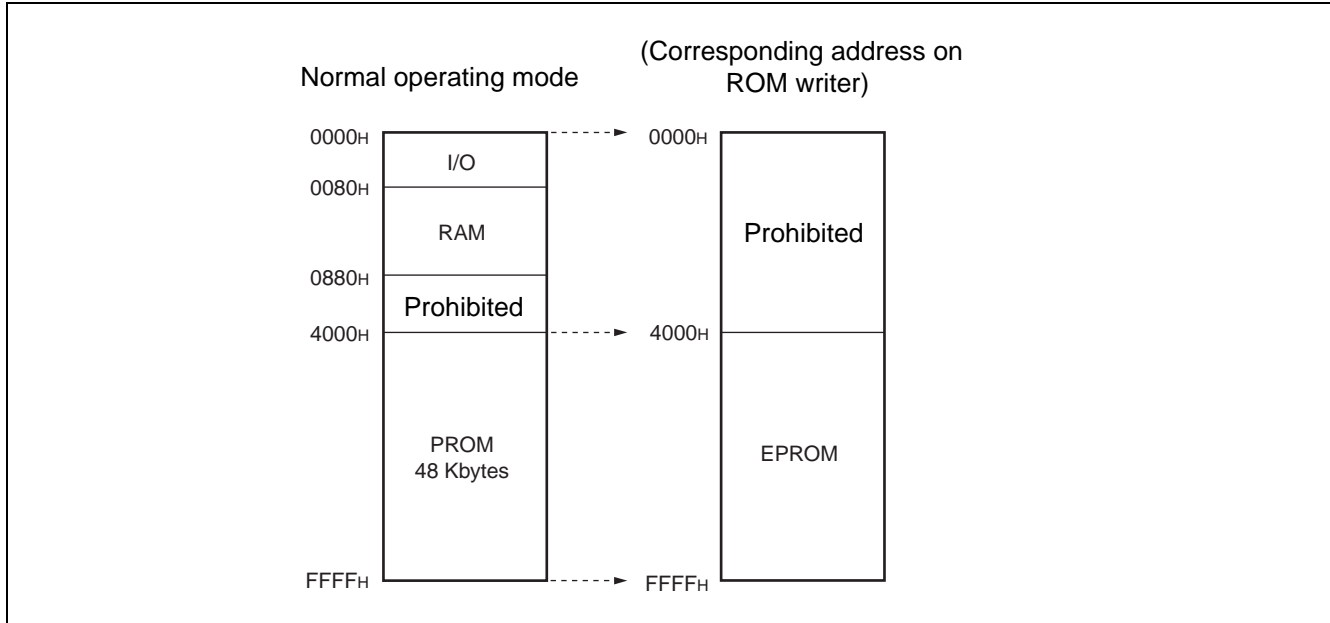 Normal operating mode
(Corresponding address on
ROM writer)
0000H
I/O
0080H
RAM
0880H
Prohibited
4000H
PROM
48 Kbytes
FFFFH
0000H
Prohibited
4000H
EPROM
FFFFH